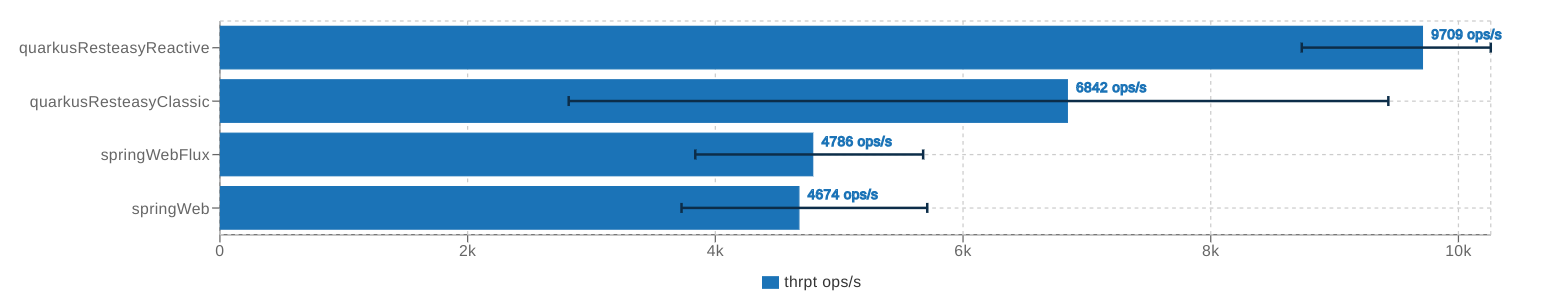 quarkusResteasyReactive
9709 ops/s
quarkusResteasyClassic
6842 ops/s
springWebFlux
4786 ops/s
springWeb
4674 ops/s
0 2k 4k 6k 8k 10k
thrpt ops/s